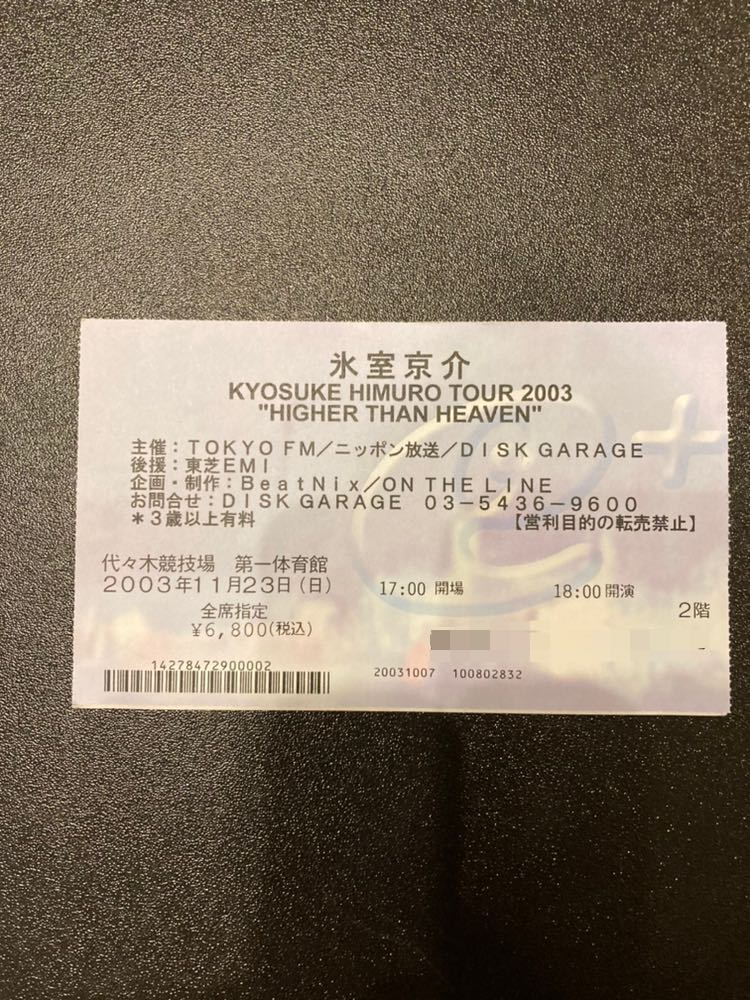 氷室京介
KYOSUKE HIMURO TOUR 2003
"HIGHER THAN HEAVEN"
主催：TOKYO FM／ニッポン放送／DISK GARAGE
後援：東芝EMI
企画・制作：BeatNix／ON THE LINE
お問合せ：DISK GARAGE 03－5436－9600
＊3歳以上有料 【営利目的の転売禁止】
代々木競技場 第一体育館
2003年11月23日（日） 17:00 開場 18:00 開演
全席指定 2階
￥6,800(税込)
14278472900002
20031007 100802832